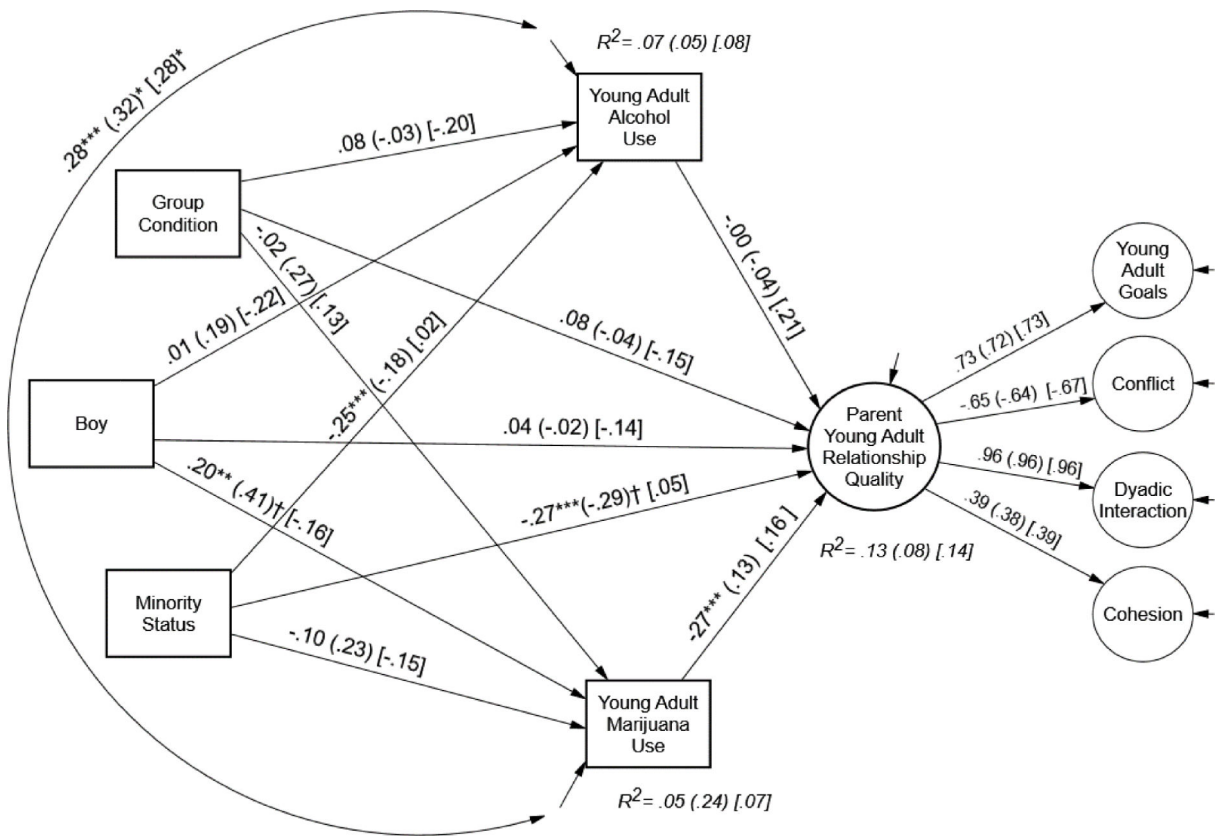 R2= .07 (.05) [.08]
.28*** (.32)* [.28]*
Young Adult
Alcohol
Use
.08 (-.03) [-.20]
Group
Condition
-.02 (.27) [.13]
.01 (.19) [-.22]
-.00 (-.04) [.21]
Young
Adult
Goals
.08 (-.04) [-.15]
-.25*** (-.18) [.02]
.73 (.72) [.73]
-.65 (-.64) [-.67]
Conflict
Boy
.04 (-.02) [-.14]
Parent
Young Adult
Relationship
Quality
.96 (.96) [.96]
Dyadic
Interaction
.20** (.41)† [-.16]
-.27***(-.29)† [.05]
.39 (.38) [.39]
R2= .13 (.08) [.14]
Minority
Status
-.10 (.23) [-.15]
-27*** (.13) [.16 ]
Cohesion
Young Adult
Marijuana
Use
R2= .05 (.24) [.07]